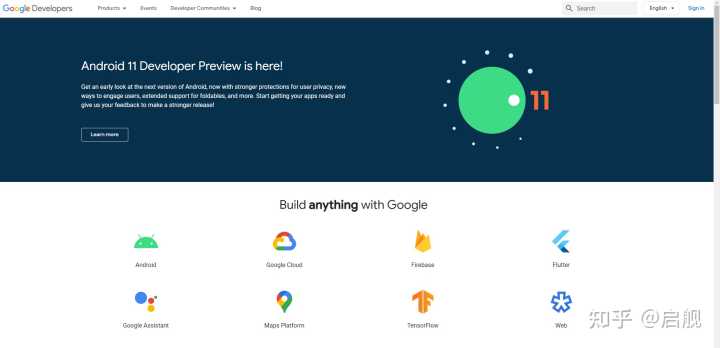 Google Developers Products Events Developer Communities Blog Search English Sign in
Android 11 Developer Preview is here!
Get an early look at the next version of Android, now with stronger protections for user privacy, new
ways to engage users, extended support for foldables, and more. Start getting your apps ready and
give us your feedback to make a stronger release!
Learn more
11
Build anything with Google
Android Google Cloud Firebase Flutter
Google Assistant Maps Platform TensorFlow Web
知乎 @启舰